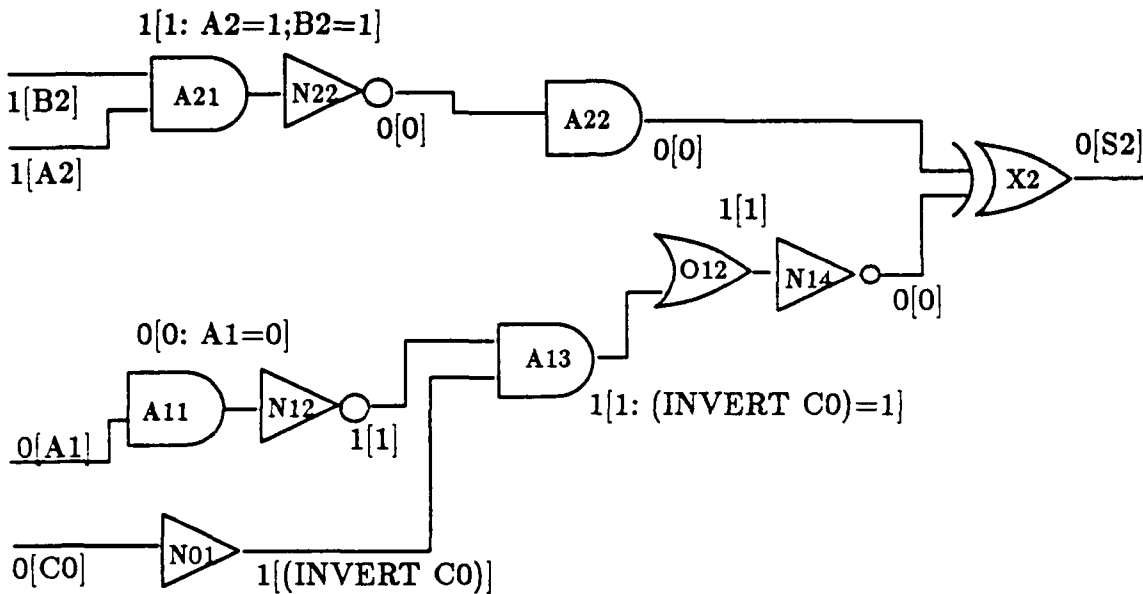 1[1: A2=1;B2=1]
A21
N22
1[B2]
0[0]
A22
0[0]
1[A2]
X2
0[S2]
1[1]
O12
N14
0[0]
0[0: A1=0]
A13
A11
N12
1[1]
1[1: (INVERT C0)=1]
0[A1]
N01
0[C0]
1[(INVERT C0)]